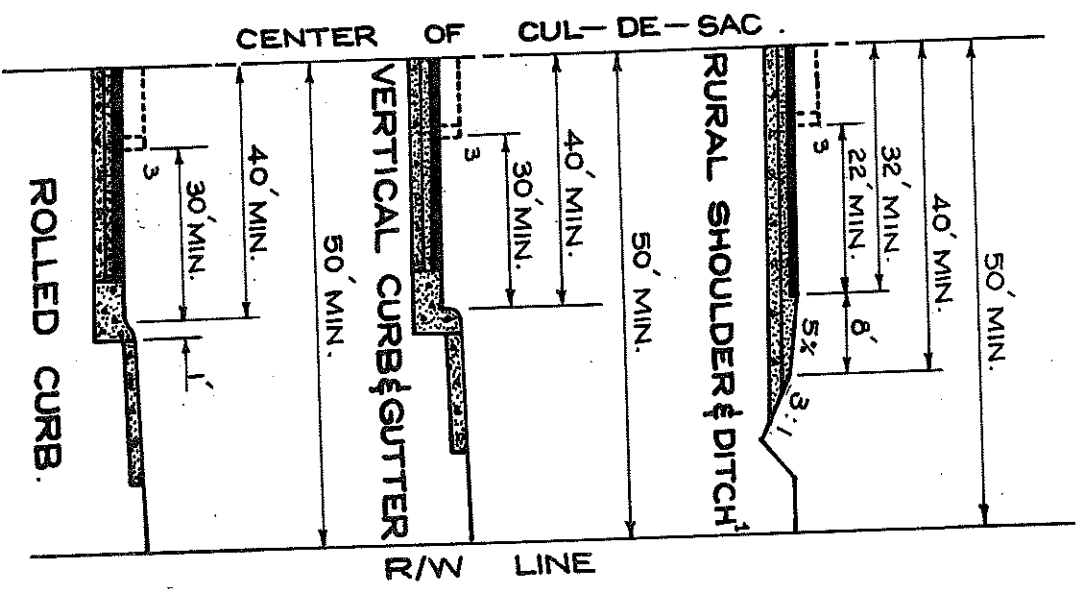 CENTER OF CUL-DE-SAC.
50′ MIN.
40′ MIN.
32′ MIN.
22′ MIN.
8′
3
5%
3:1
RURAL SHOULDER & DITCH¹
50′ MIN.
40′ MIN.
30′ MIN.
3
VERTICAL CURB & GUTTER
50′ MIN.
40′ MIN.
30′ MIN.
1′
3
ROLLED CURB.
R/W LINE